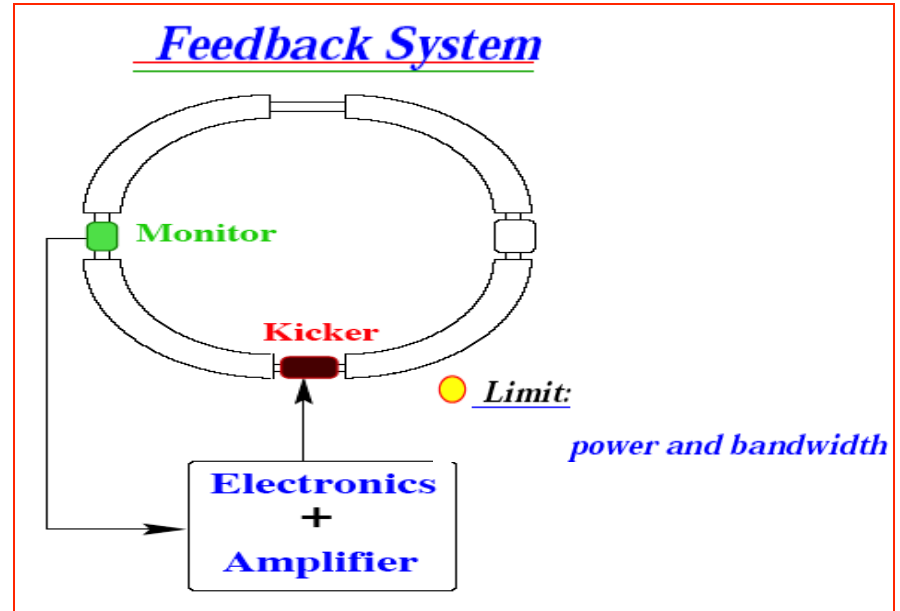 Feedback System
Monitor
Kicker
Limit:
power and bandwidth
Electronics
+
Amplifier